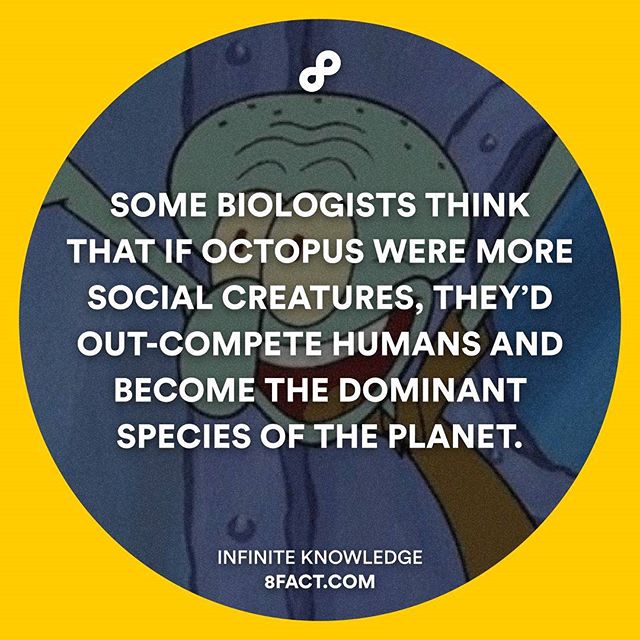 SOME BIOLOGISTS THINK
THAT IF OCTOPUS WERE MORE
SOCIAL CREATURES, THEY’D
OUT-COMPETE HUMANS AND
BECOME THE DOMINANT
SPECIES OF THE PLANET.
INFINITE KNOWLEDGE
8FACT.COM